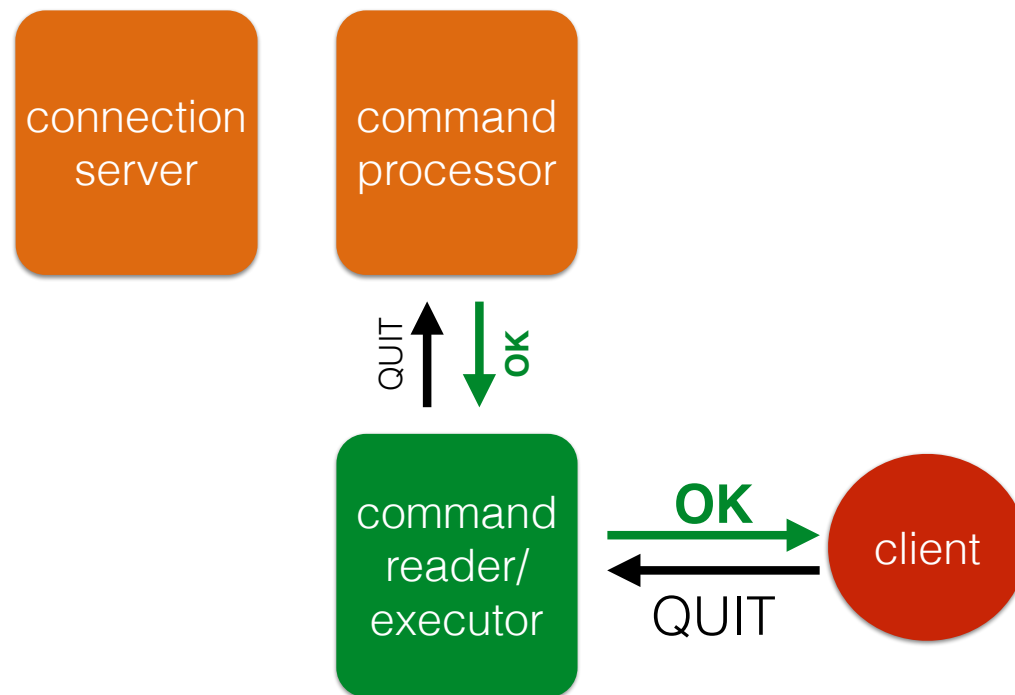 connection
server
command
processor
QUIT
OK
command
reader/
executor
OK
QUIT
client